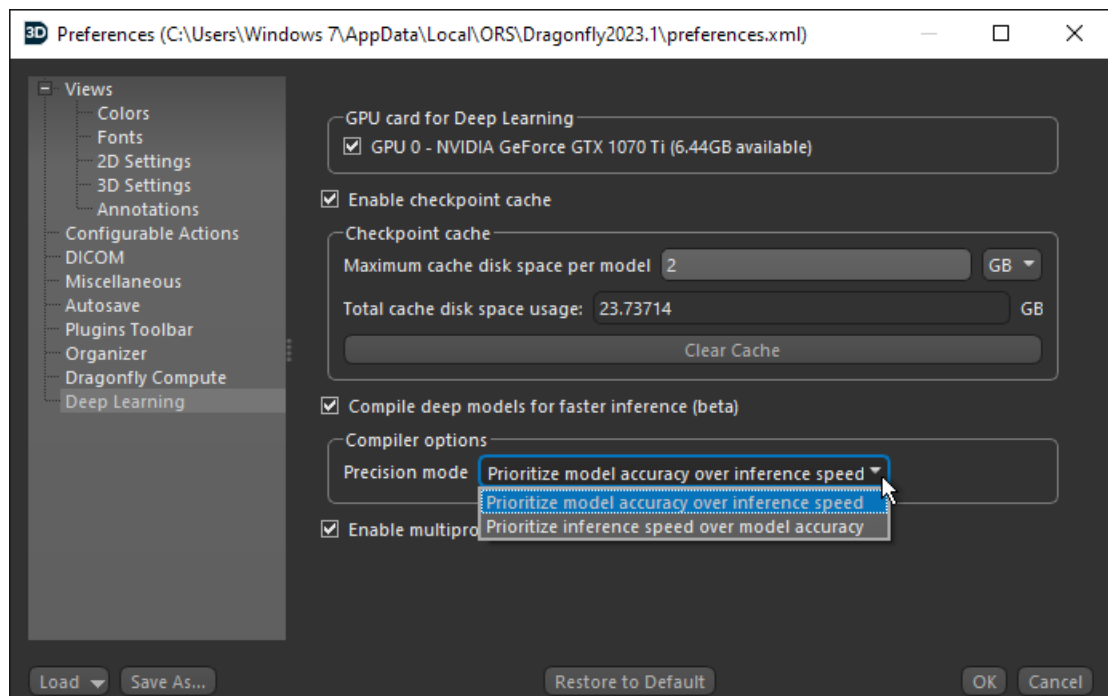 3D Preferences (C:\Users\Windows 7\AppData\Local\ORS\Dragonfly2023.1\preferences.xml)
Views
Colors
Fonts
2D Settings
3D Settings
Annotations
Configurable Actions
DICOM
Miscellaneous
Autosave
Plugins Toolbar
Organizer
Dragonfly Compute
Deep Learning
GPU card for Deep Learning
GPU 0 - NVIDIA GeForce GTX 1070 Ti (6.44GB available)
Enable checkpoint cache
Checkpoint cache
Maximum cache disk space per model 2 GB
Total cache disk space usage: 23.73714 GB
Clear Cache
Compile deep models for faster inference (beta)
Compiler options
Precision mode Prioritize model accuracy over inference speed
Prioritize model accuracy over inference speed
Prioritize inference speed over model accuracy
Enable multipro
Load Save As... Restore to Default OK Cancel